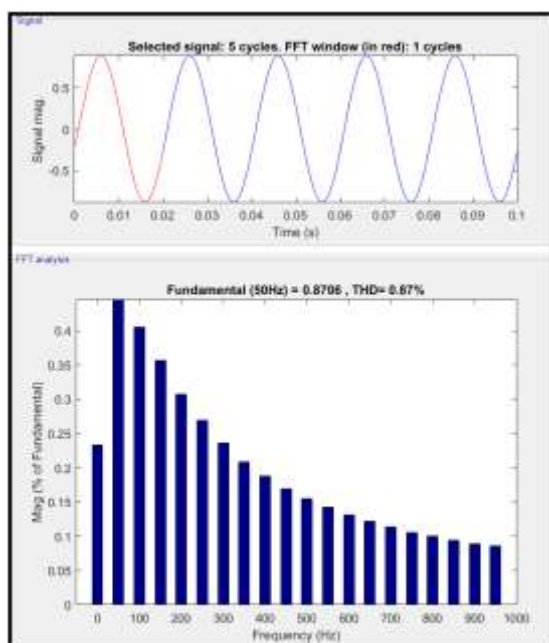 Signal
Selected signal: 5 cycles. FFT window (in red): 1 cycles
0.5
0
-0.5
Signal mag.
0 0.01 0.02 0.03 0.04 0.05 0.06 0.07 0.08 0.09 0.1
Time (s)
FFT analysis
Fundamental (50Hz) = 0.8706 , THD= 0.87%
0.4
0.35
0.3
0.25
0.2
0.15
0.1
0.05
0
Mag (% of Fundamental)
0 100 200 300 400 500 600 700 800 900 1000
Frequency (Hz)